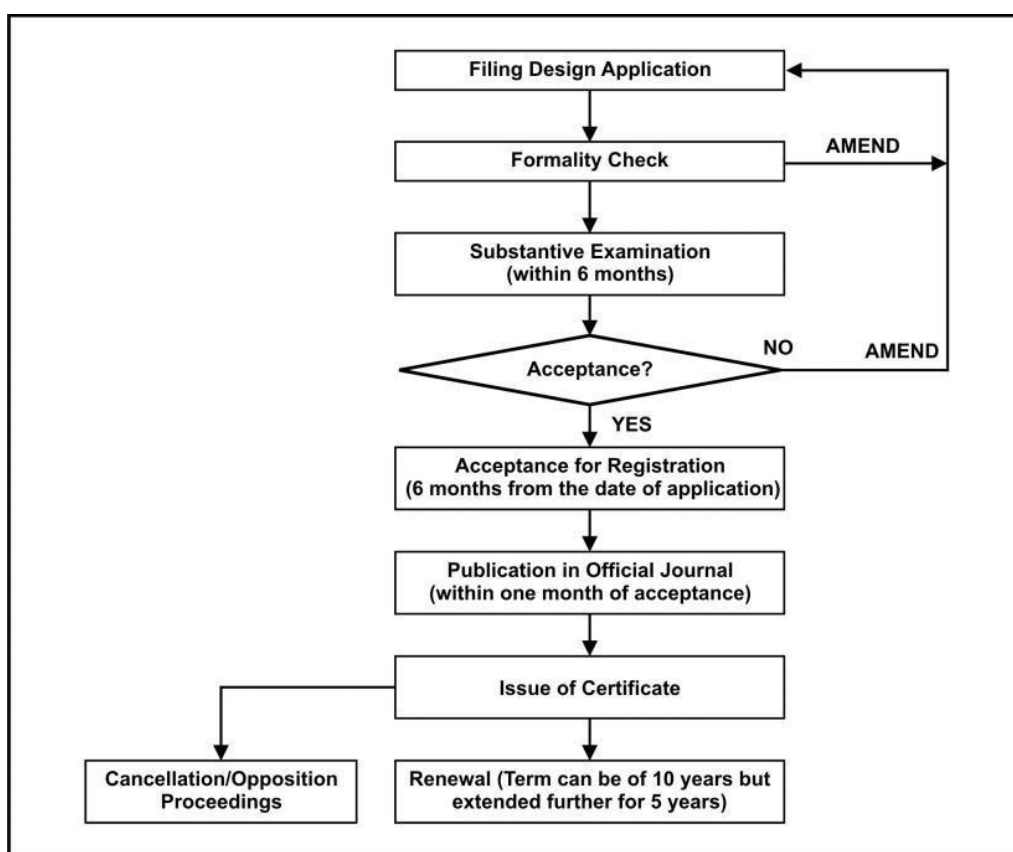 Filing Design Application
Formality Check
AMEND
Substantive Examination
(within 6 months)
Acceptance?
NO
AMEND
YES
Acceptance for Registration
(6 months from the date of application)
Publication in Official Journal
(within one month of acceptance)
Issue of Certificate
Cancellation/Opposition
Proceedings
Renewal (Term can be of 10 years but
extended further for 5 years)